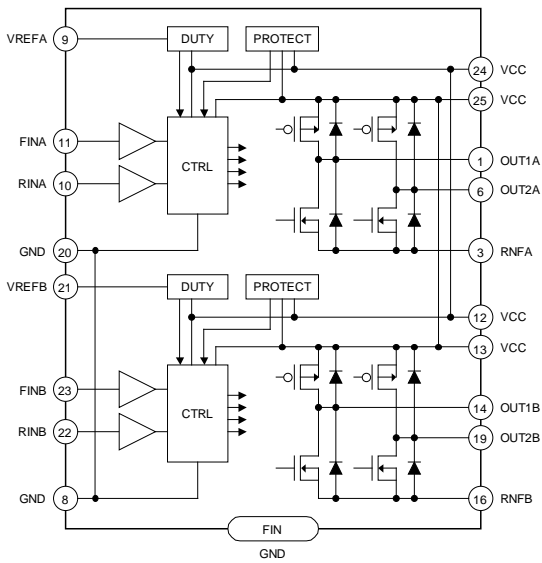 VREFA 9 DUTY PROTECT
24 VCC
25 VCC
FINA 11
CTRL
1 OUT1A
RINA 10
6 OUT2A
GND 20
3 RNFA
VREFB 21 DUTY PROTECT
12 VCC
13 VCC
FINB 23
CTRL
14 OUT1B
RINB 22
19 OUT2B
GND 8
16 RNFB
FIN
GND